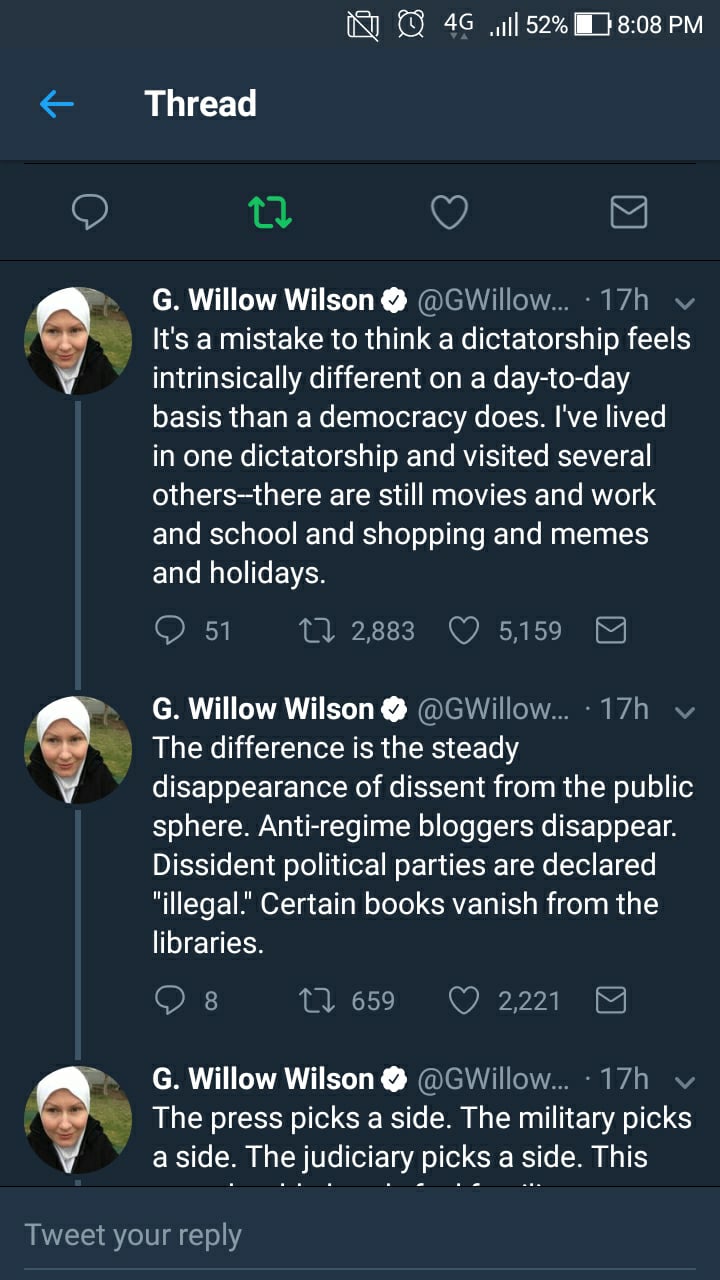 4G 52% 8:08 PM
Thread
G. Willow Wilson @GWillow... · 17h
It's a mistake to think a dictatorship feels
intrinsically different on a day-to-day
basis than a democracy does. I've lived
in one dictatorship and visited several
others--there are still movies and work
and school and shopping and memes
and holidays.
51 2,883 5,159
G. Willow Wilson @GWillow... · 17h
The difference is the steady
disappearance of dissent from the public
sphere. Anti-regime bloggers disappear.
Dissident political parties are declared
"illegal." Certain books vanish from the
libraries.
8 659 2,221
G. Willow Wilson @GWillow... · 17h
The press picks a side. The military picks
a side. The judiciary picks a side. This
Tweet your reply